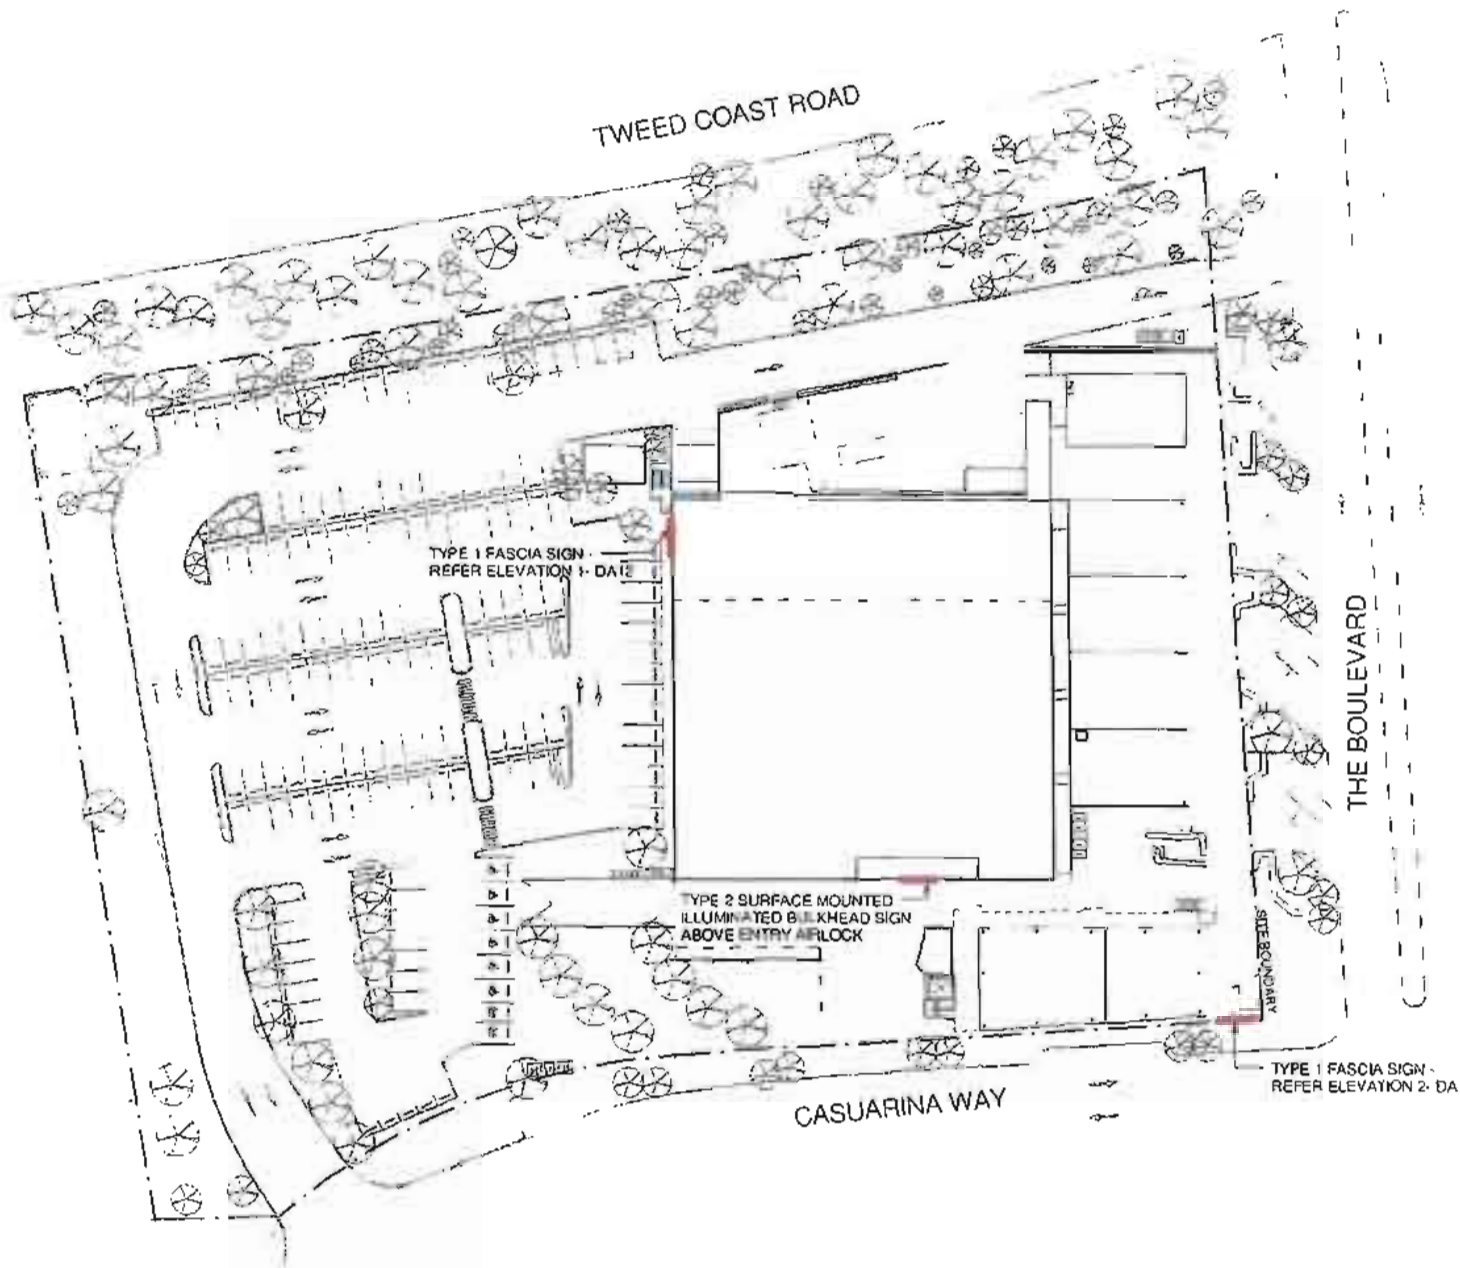 TWEED COAST ROAD
TYPE 1 FASCIA SIGN -
REFER ELEVATION 1- DA12
THE BOULEVARD
TYPE 2 SURFACE MOUNTED
ILLUMINATED BULKHEAD SIGN
ABOVE ENTRY AIRLOCK
SITE BOUNDARY
TYPE 1 FASCIA SIGN -
REFER ELEVATION 2- DA
CASUARINA WAY